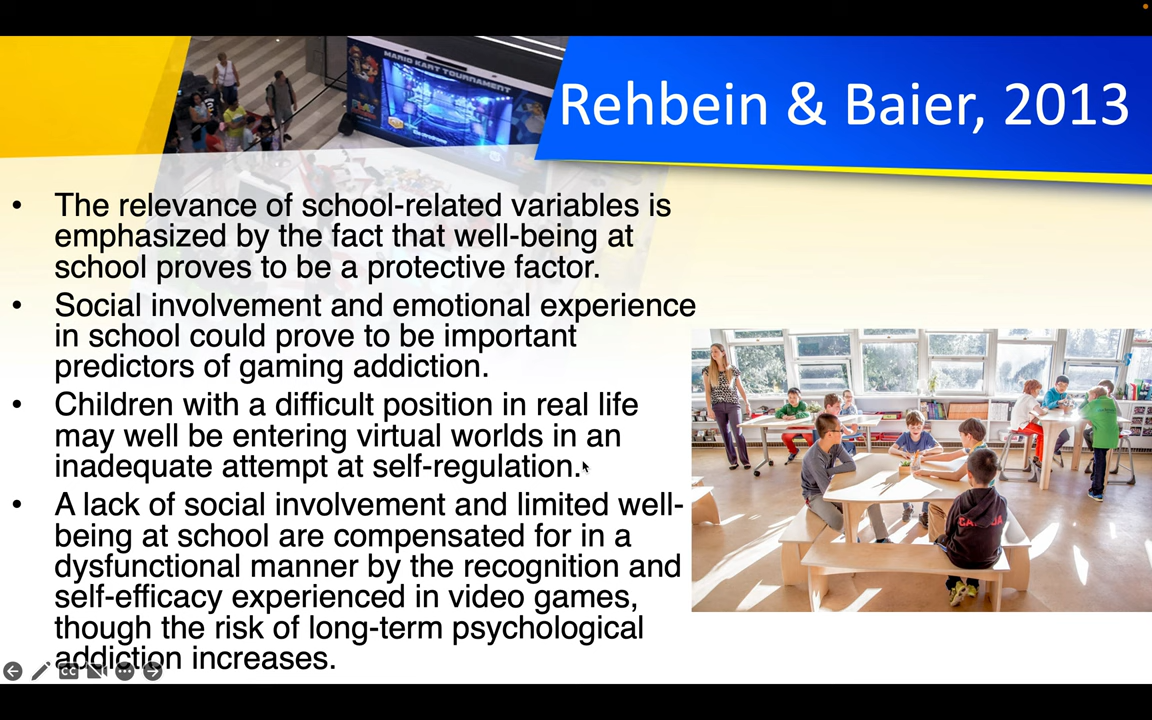 MARIO KART TOURNAMENT
Rehbein & Baier, 2013
• The relevance of school-related variables is
emphasized by the fact that well-being at
school proves to be a protective factor.
• Social involvement and emotional experience
in school could prove to be important
predictors of gaming addiction.
• Children with a difficult position in real life
may well be entering virtual worlds in an
inadequate attempt at self-regulation.
• A lack of social involvement and limited well-
being at school are compensated for in a
dysfunctional manner by the recognition and
self-efficacy experienced in video games,
though the risk of long-term psychological
addiction increases.
CC